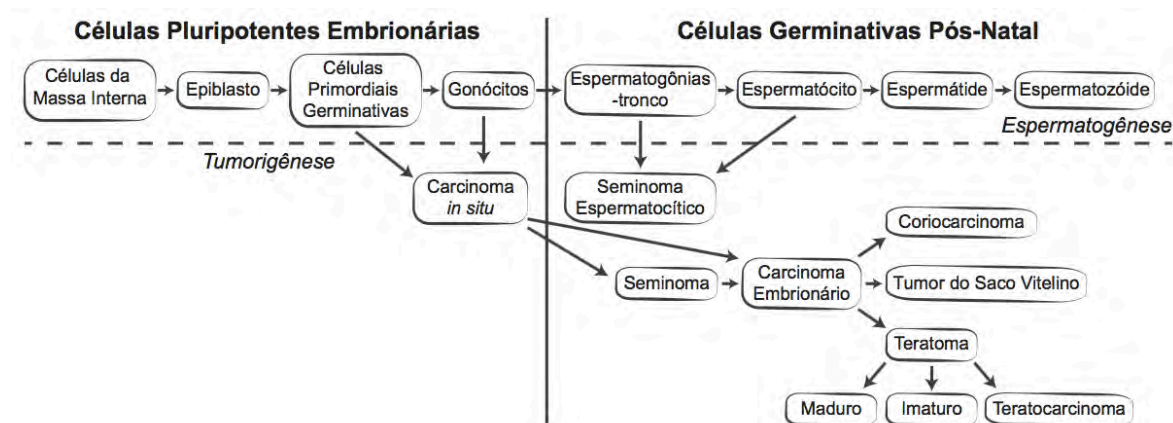 Células Pluripotentes Embrionárias
Células Germinativas Pós-Natal
Células da
Massa Interna
Epiblasto
Células
Primordiais
Germinativas
Gonócitos
Espermatogônias
-tronco
Espermatócito
Espermátide
Espermatozóide
Espermatogênese
Tumorigênese
Carcinoma
in situ
Seminoma
Espermatocítico
Seminoma
Carcinoma
Embrionário
Coriocarcinoma
Tumor do Saco Vitelino
Teratoma
Maduro
Imaturo
Teratocarcinoma